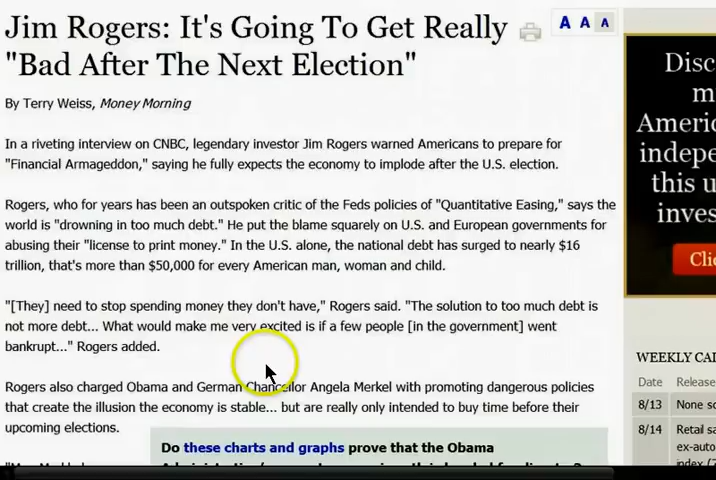 Jim Rogers: It's Going To Get Really
"Bad After The Next Election"
A A A
By Terry Weiss, Money Morning
In a riveting interview on CNBC, legendary investor Jim Rogers warned Americans to prepare for
"Financial Armageddon," saying he fully expects the economy to implode after the U.S. election.
Rogers, who for years has been an outspoken critic of the Feds policies of "Quantitative Easing," says the
world is "drowning in too much debt." He put the blame squarely on U.S. and European governments for
abusing their "license to print money." In the U.S. alone, the national debt has surged to nearly $16
trillion, that's more than $50,000 for every American man, woman and child.
"[They] need to stop spending money they don't have," Rogers said. "The solution to too much debt is
not more debt... What would make me very excited is if a few people [in the government] went
bankrupt..." Rogers added.
Rogers also charged Obama and German Chancellor Angela Merkel with promoting dangerous policies
that create the illusion the economy is stable... but are really only intended to buy time before their
upcoming elections.
Do these charts and graphs prove that the Obama
Disc
m
Americ
indepe
this u
inves
Clic
WEEKLY CAL
Date Release
8/13 None sc
8/14 Retail sa
ex-auto
index (